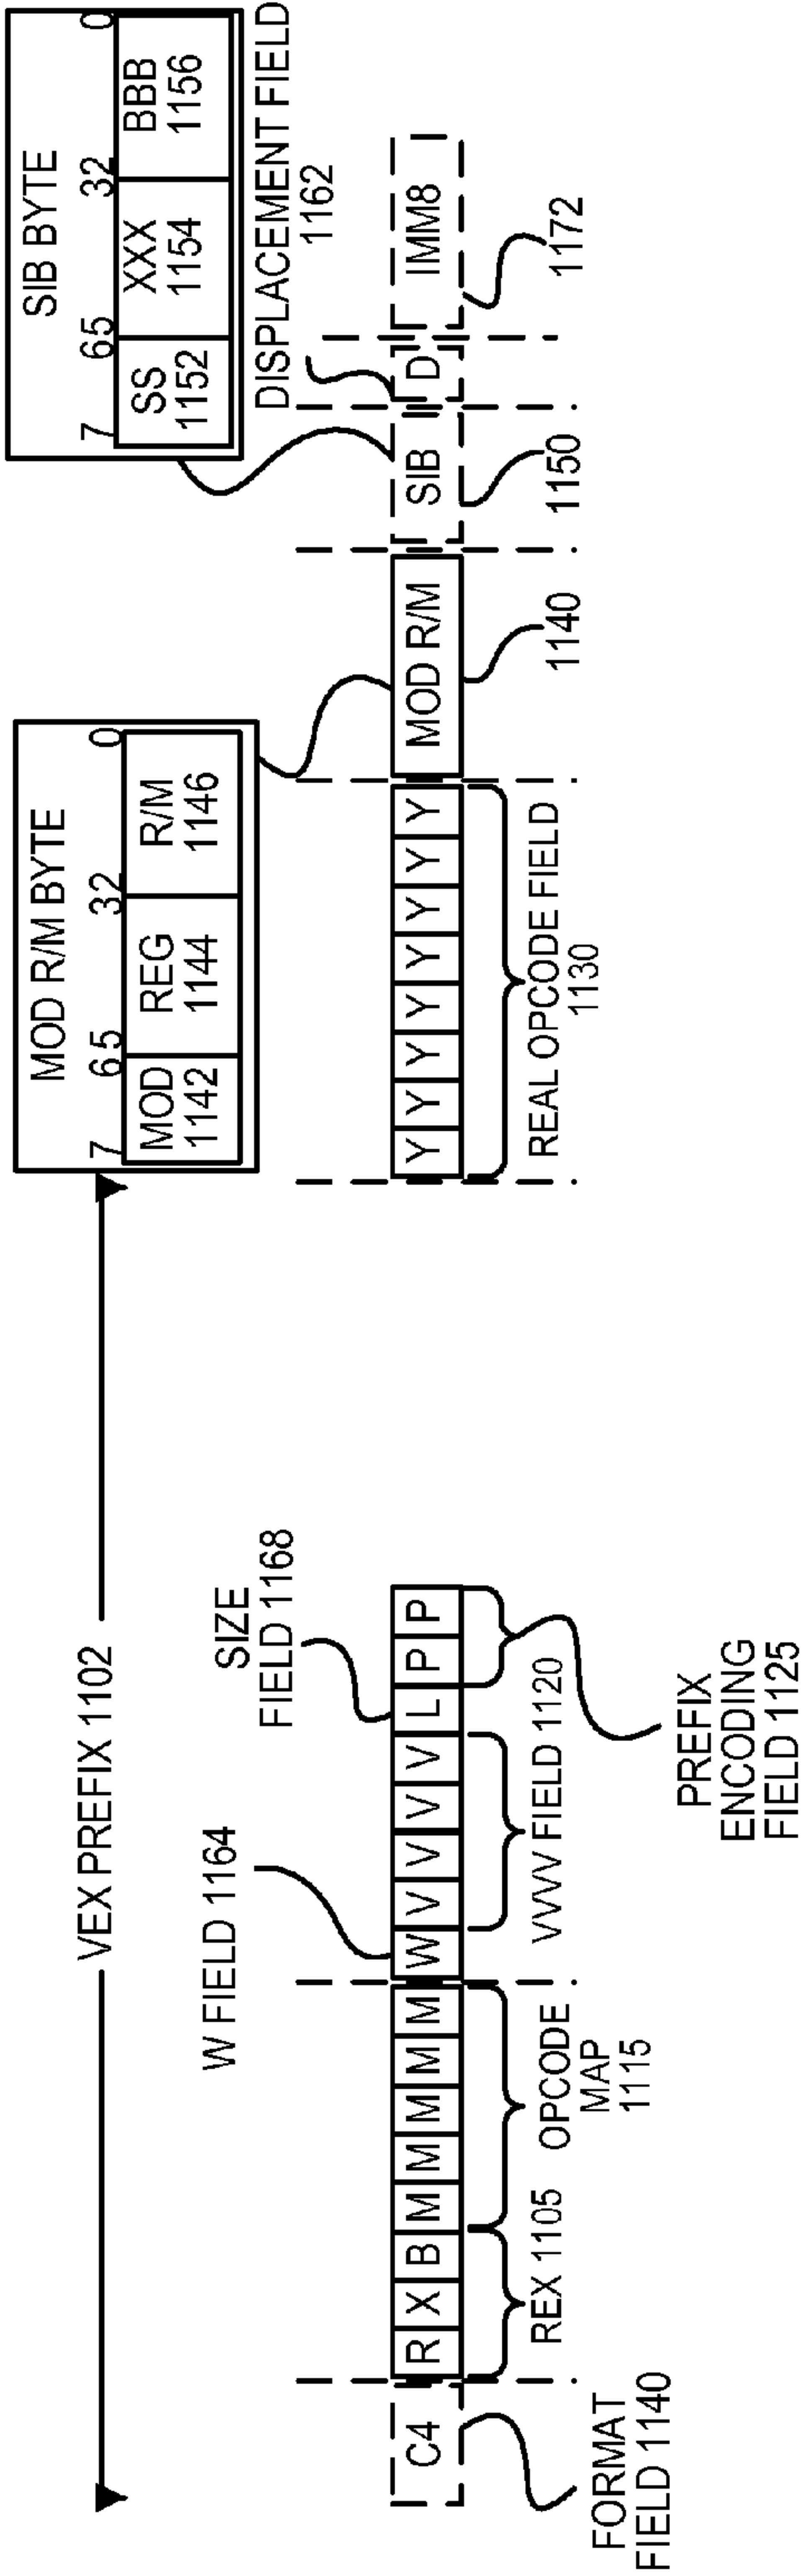 VEX PREFIX 1102
MOD R/M BYTE
7 65 32 0
MOD REG R/M
1142 1144 1146
SIB BYTE
7 65 32 0
SS XXX BBB
1152 1154 1156
DISPLACEMENT FIELD
1162
W FIELD 1164
SIZE
FIELD 1168
C4 R X B M M M M M W V V V V L P P Y Y Y Y Y Y Y Y MOD R/M SIB D IMM8
FORMAT
FIELD 1140
REX 1105
OPCODE
MAP
1115
VVVV FIELD 1120
PREFIX
ENCODING
FIELD 1125
REAL OPCODE FIELD
1130
1140
1150
1172